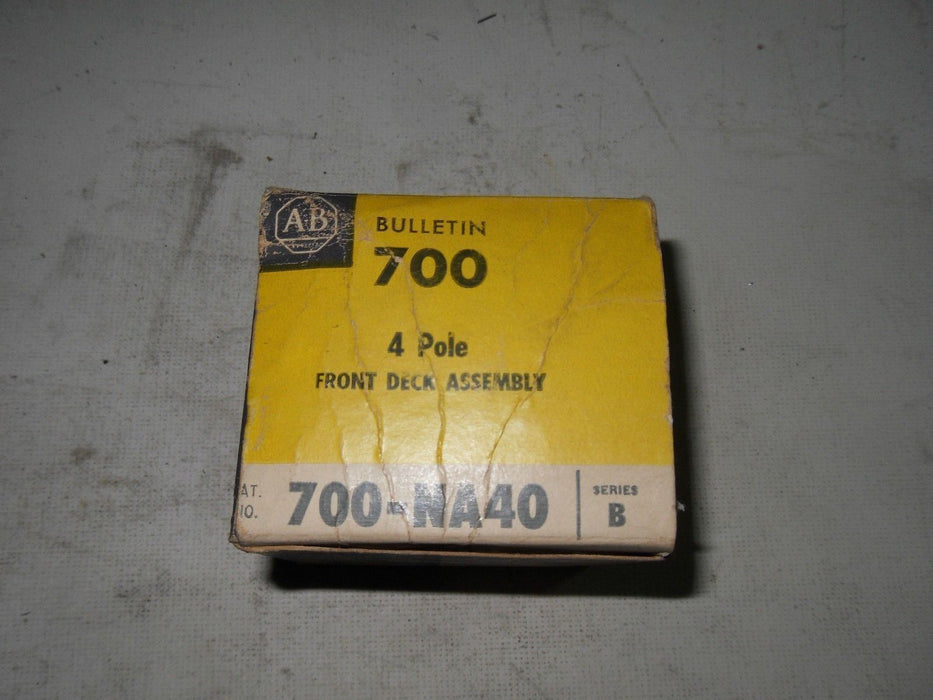 AB
BULLETIN
700
4 Pole
FRONT DECK ASSEMBLY
AT.
IO.
700-NA40
SERIES
B